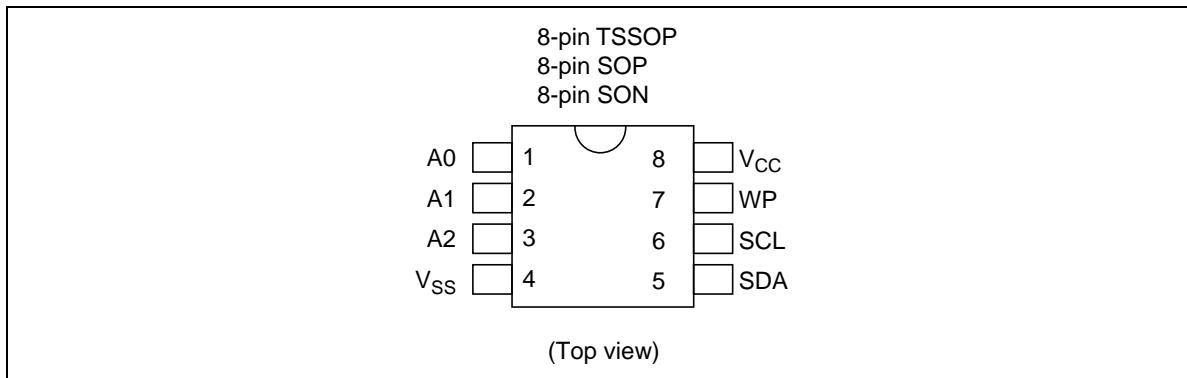 8-pin TSSOP
8-pin SOP
8-pin SON
A0 1 8 VCC
A1 2 7 WP
A2 3 6 SCL
VSS 4 5 SDA
(Top view)